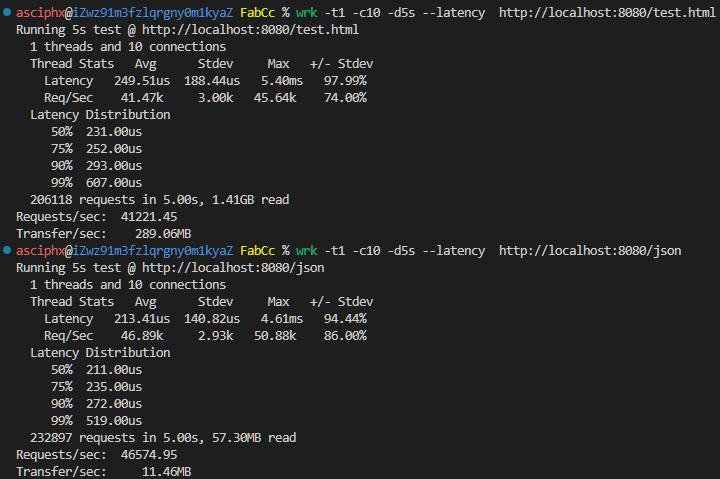 asciphx@iZwz91m3fzlqrgny0m1kyaZ FabCc % wrk -t1 -c10 -d5s --latency  http://localhost:8080/test.html
Running 5s test @ http://localhost:8080/test.html
  1 threads and 10 connections
  Thread Stats   Avg      Stdev     Max   +/- Stdev
    Latency   249.51us  188.44us   5.40ms   97.99%
    Req/Sec    41.47k     3.00k   45.64k    74.00%
  Latency Distribution
     50%  231.00us
     75%  252.00us
     90%  293.00us
     99%  607.00us
  206118 requests in 5.00s, 1.41GB read
Requests/sec:  41221.45
Transfer/sec:    289.06MB
asciphx@iZwz91m3fzlqrgny0m1kyaZ FabCc % wrk -t1 -c10 -d5s --latency  http://localhost:8080/json
Running 5s test @ http://localhost:8080/json
  1 threads and 10 connections
  Thread Stats   Avg      Stdev     Max   +/- Stdev
    Latency   213.41us  140.82us   4.61ms   94.44%
    Req/Sec    46.89k     2.93k   50.88k    86.00%
  Latency Distribution
     50%  211.00us
     75%  235.00us
     90%  272.00us
     99%  519.00us
  232897 requests in 5.00s, 57.30MB read
Requests/sec:  46574.95
Transfer/sec:     11.46MB